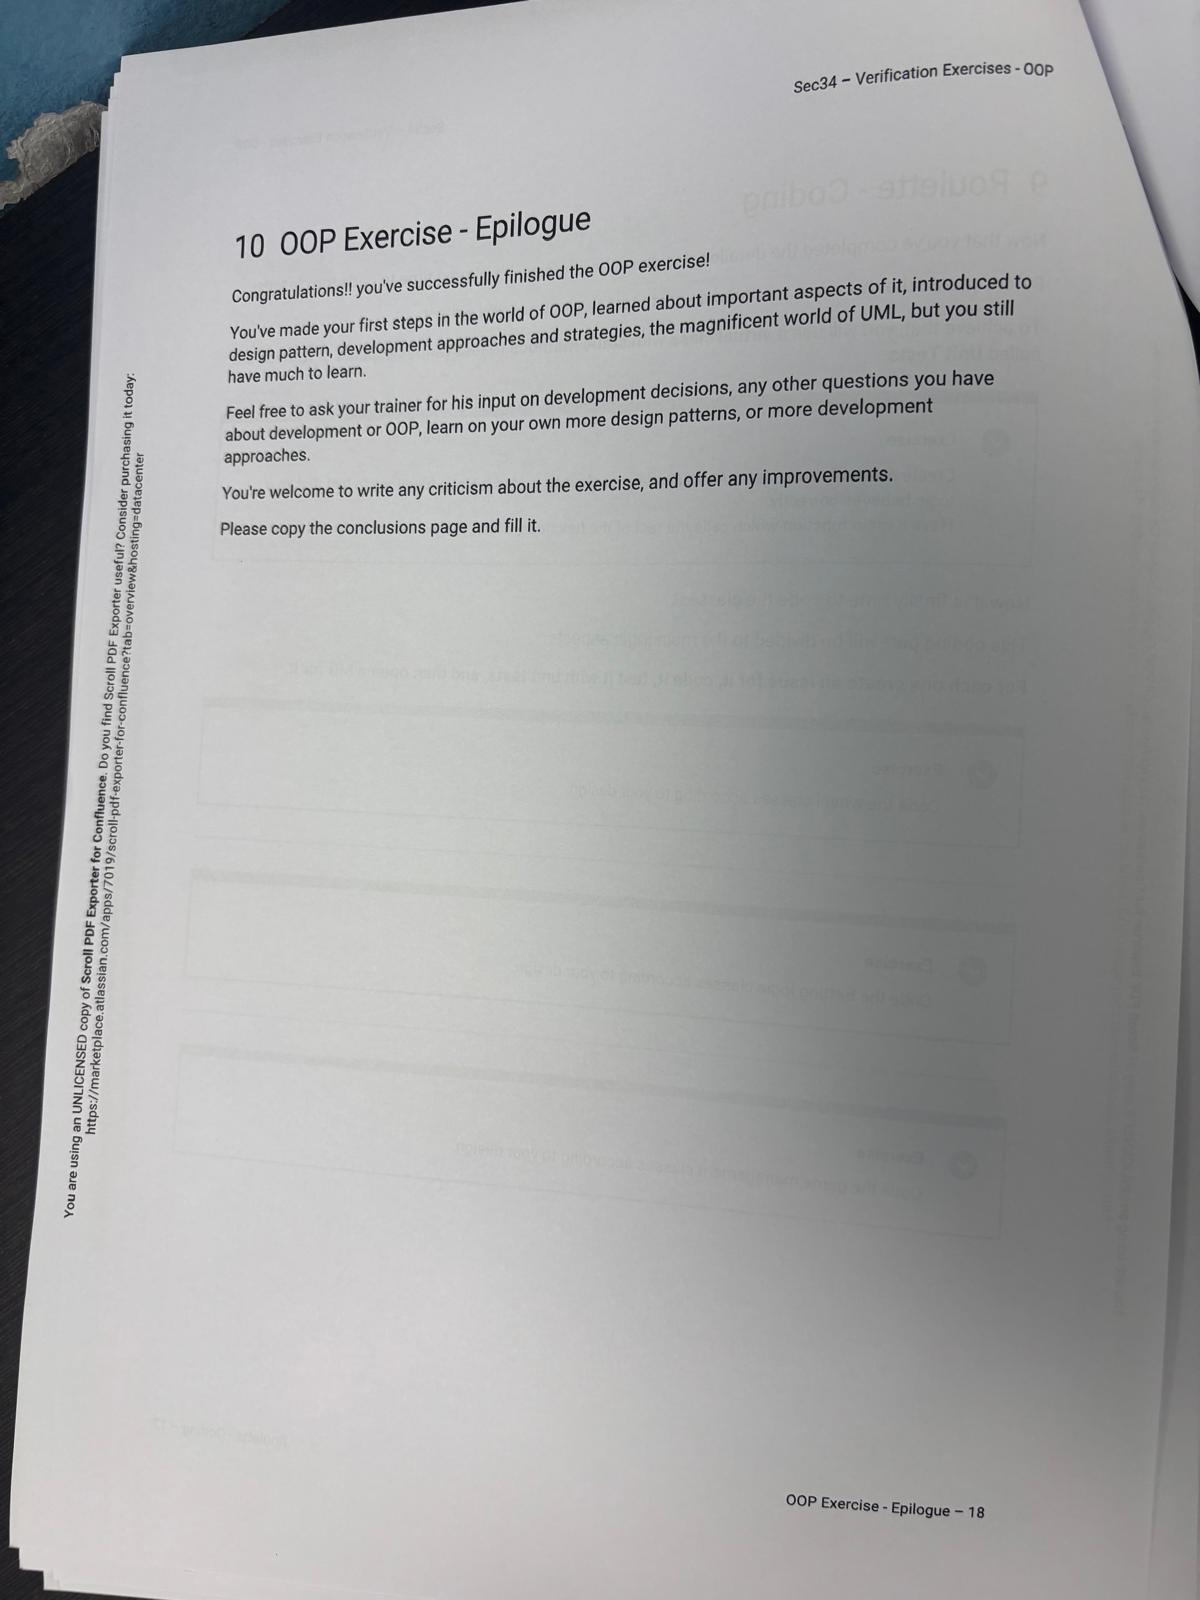 Sec34 – Verification Exercises - OOP
10 OOP Exercise - Epilogue
Congratulations!! you've successfully finished the OOP exercise!
You've made your first steps in the world of OOP, learned about important aspects of it, introduced to
design pattern, development approaches and strategies, the magnificent world of UML, but you still
have much to learn.
Feel free to ask your trainer for his input on development decisions, any other questions you have
about development or OOP, learn on your own more design patterns, or more development
approaches.
You're welcome to write any criticism about the exercise, and offer any improvements.
Please copy the conclusions page and fill it.
You are using an UNLICENSED copy of Scroll PDF Exporter for Confluence. Do you find Scroll PDF Exporter useful? Consider purchasing it today:
https://marketplace.atlassian.com/apps/7019/scroll-pdf-exporter-for-confluence?tab=overview&hosting=datacenter
OOP Exercise - Epilogue – 18